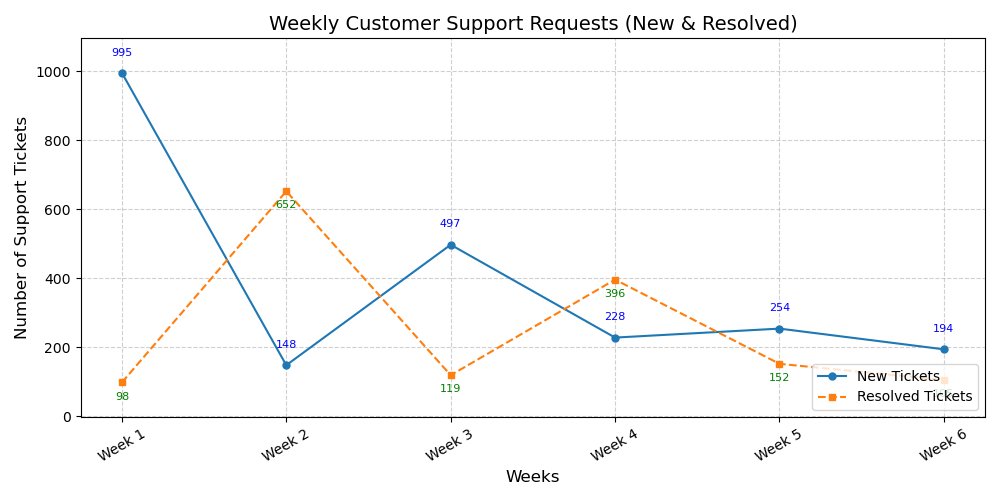 Weekly Customer Support Requests (New & Resolved)
Number of Support Tickets
1000
800
600
400
200
0
995
148
497
228
254
194
98
652
119
396
152
New Tickets
Resolved Tickets
Week 1
Week 2
Week 3
Week 4
Week 5
Week 6
Weeks